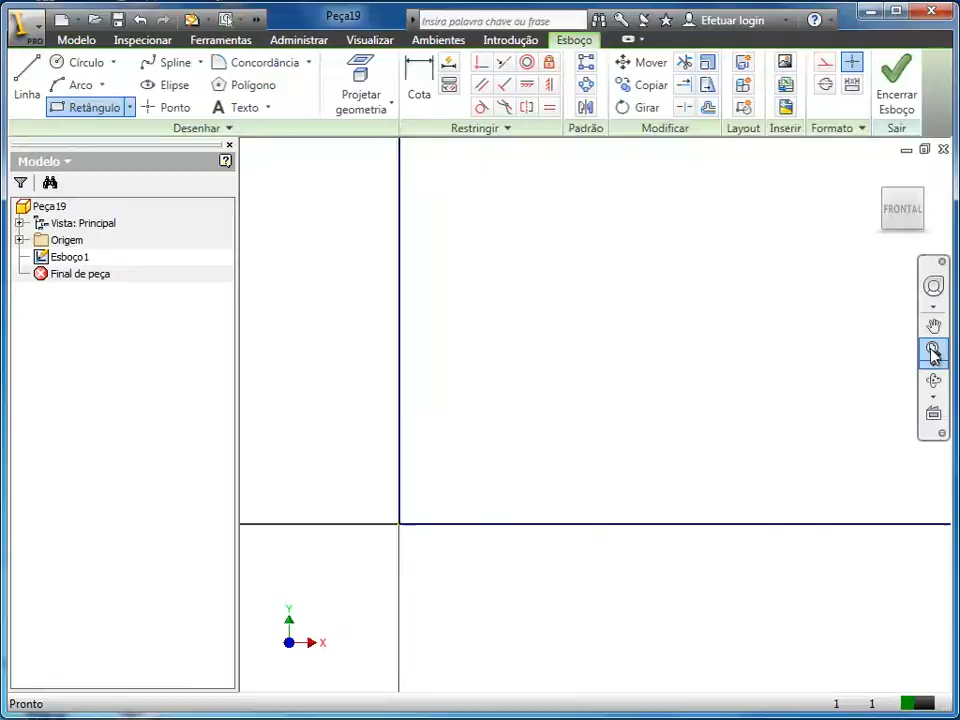 Peça19
Insira palavra chave ou frase
Efetuar login
PRO
Modelo
Inspecionar
Ferramentas
Administrar
Visualizar
Ambientes
Introdução
Esboço
Linha
Círculo
Arco
Retângulo
Spline
Elipse
Ponto
Concordância
Polígono
Texto
Projetar
geometria
Cota
Mover
Copiar
Girar
Encerrar
Esboço
Desenhar
Restringir
Padrão
Modificar
Layout
Inserir
Formato
Sair
Modelo
Peça19
Vista: Principal
Origem
Esboço1
Final de peça
FRONTAL
Y
X
Pronto
1
1